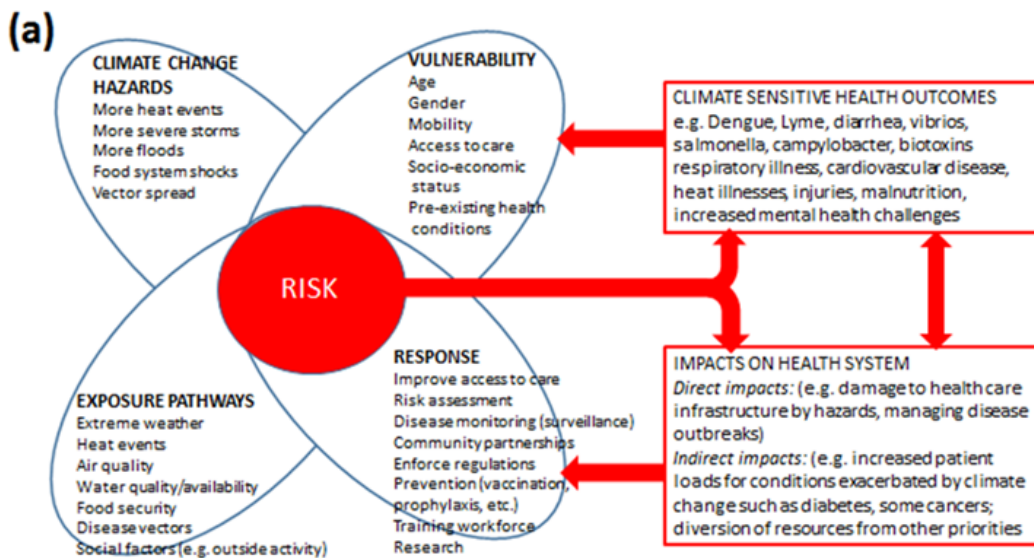 (a)
CLIMATE CHANGE
HAZARDS
More heat events
More severe storms
More floods
Food system shocks
Vector spread
VULNERABILITY
Age
Gender
Mobility
Access to care
Socio-economic
status
Pre-existing health
conditions
CLIMATE SENSITIVE HEALTH OUTCOMES
e.g. Dengue, Lyme, diarrhea, vibrios,
salmonella, campylobacter, biotoxins
respiratory illness, cardiovascular disease,
heat illnesses, injuries, malnutrition,
increased mental health challenges
RISK
EXPOSURE PATHWAYS
Extreme weather
Heat events
Air quality
Water quality/availability
Food security
Disease vectors
Social factors (e.g. outside activity)
RESPONSE
Improve access to care
Risk assessment
Disease monitoring (surveillance)
Community partnerships
Enforce regulations
Prevention (vaccination,
prophylaxis, etc.)
Training workforce
Research
IMPACTS ON HEALTH SYSTEM
Direct impacts: (e.g. damage to health care
infrastructure by hazards, managing disease
outbreaks)
Indirect impacts: (e.g. increased patient
loads for conditions exacerbated by climate
change such as diabetes, some cancers;
diversion of resources from other priorities